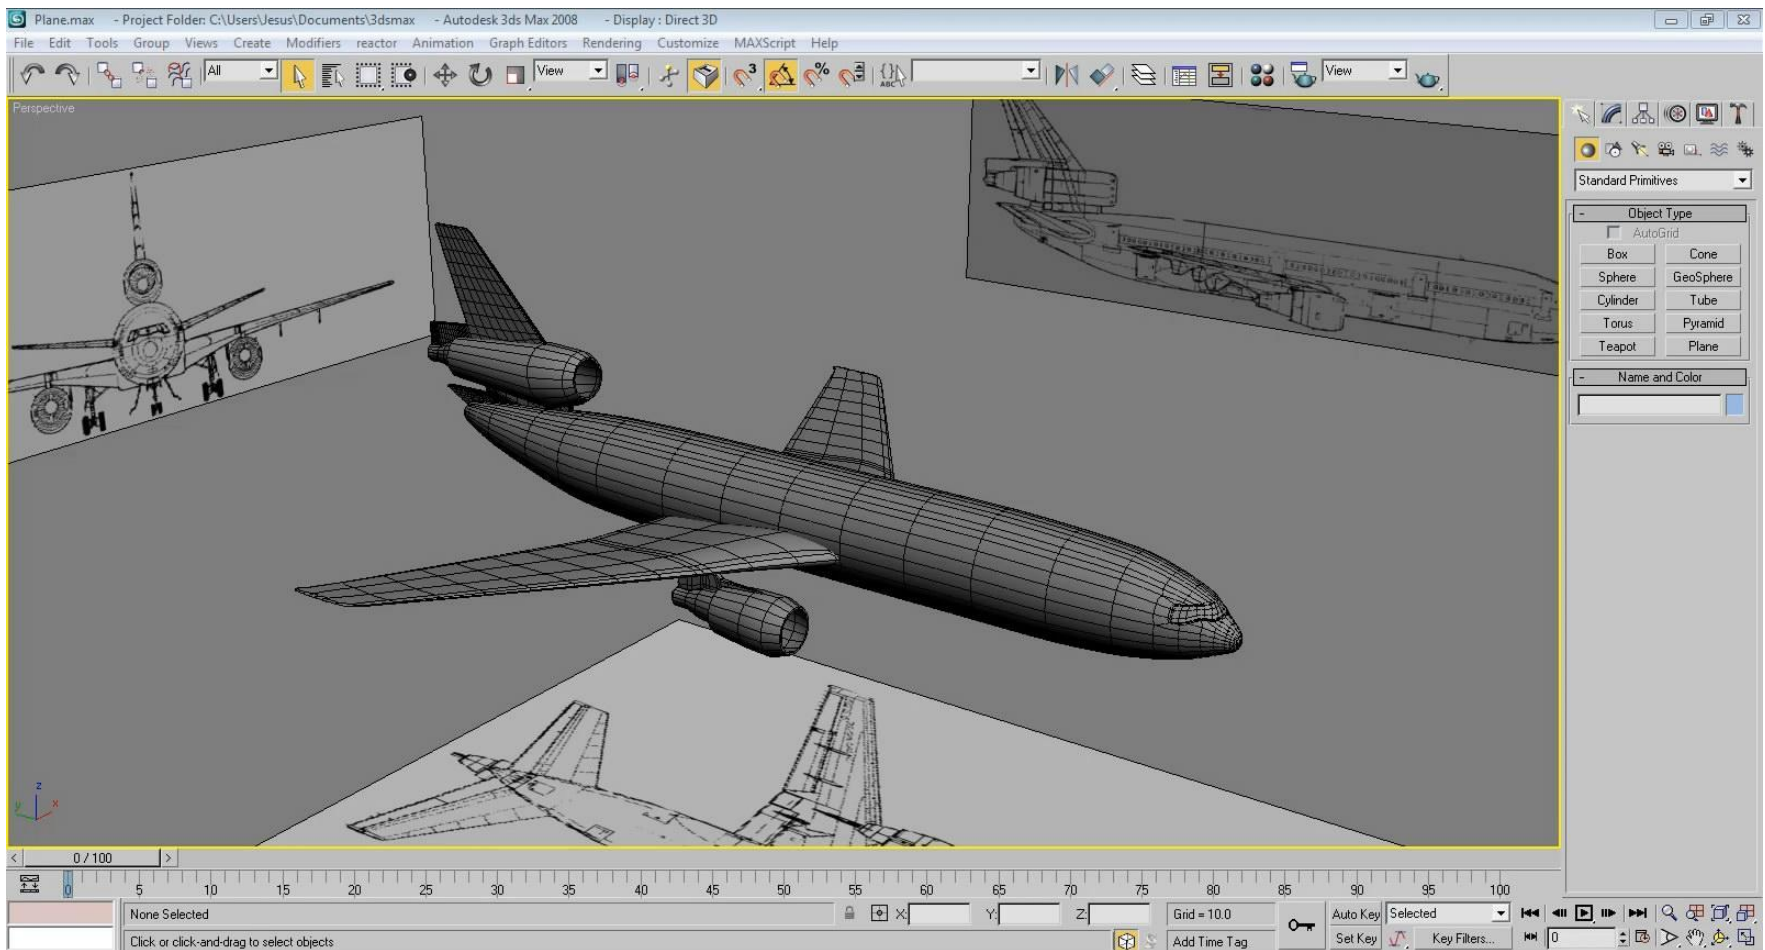 Plane.max - Project Folder: C:\Users\Jesus\Documents\3dsmax - Autodesk 3ds Max 2008 - Display : Direct 3D
File Edit Tools Group Views Create Modifiers reactor Animation Graph Editors Rendering Customize MAXScript Help
All View 3 % ABC View
Perspective
Standard Primitives
- Object Type
AutoGrid
Box Cone
Sphere GeoSphere
Cylinder Tube
Torus Pyramid
Teapot Plane
- Name and Color
z
y x
< 0 / 100 >
0 5 10 15 20 25 30 35 40 45 50 55 60 65 70 75 80 85 90 95 100
None Selected X: Y: Z: Grid = 10.0 Auto Key Selected
Click or click-and-drag to select objects Add Time Tag Set Key Key Filters... 0